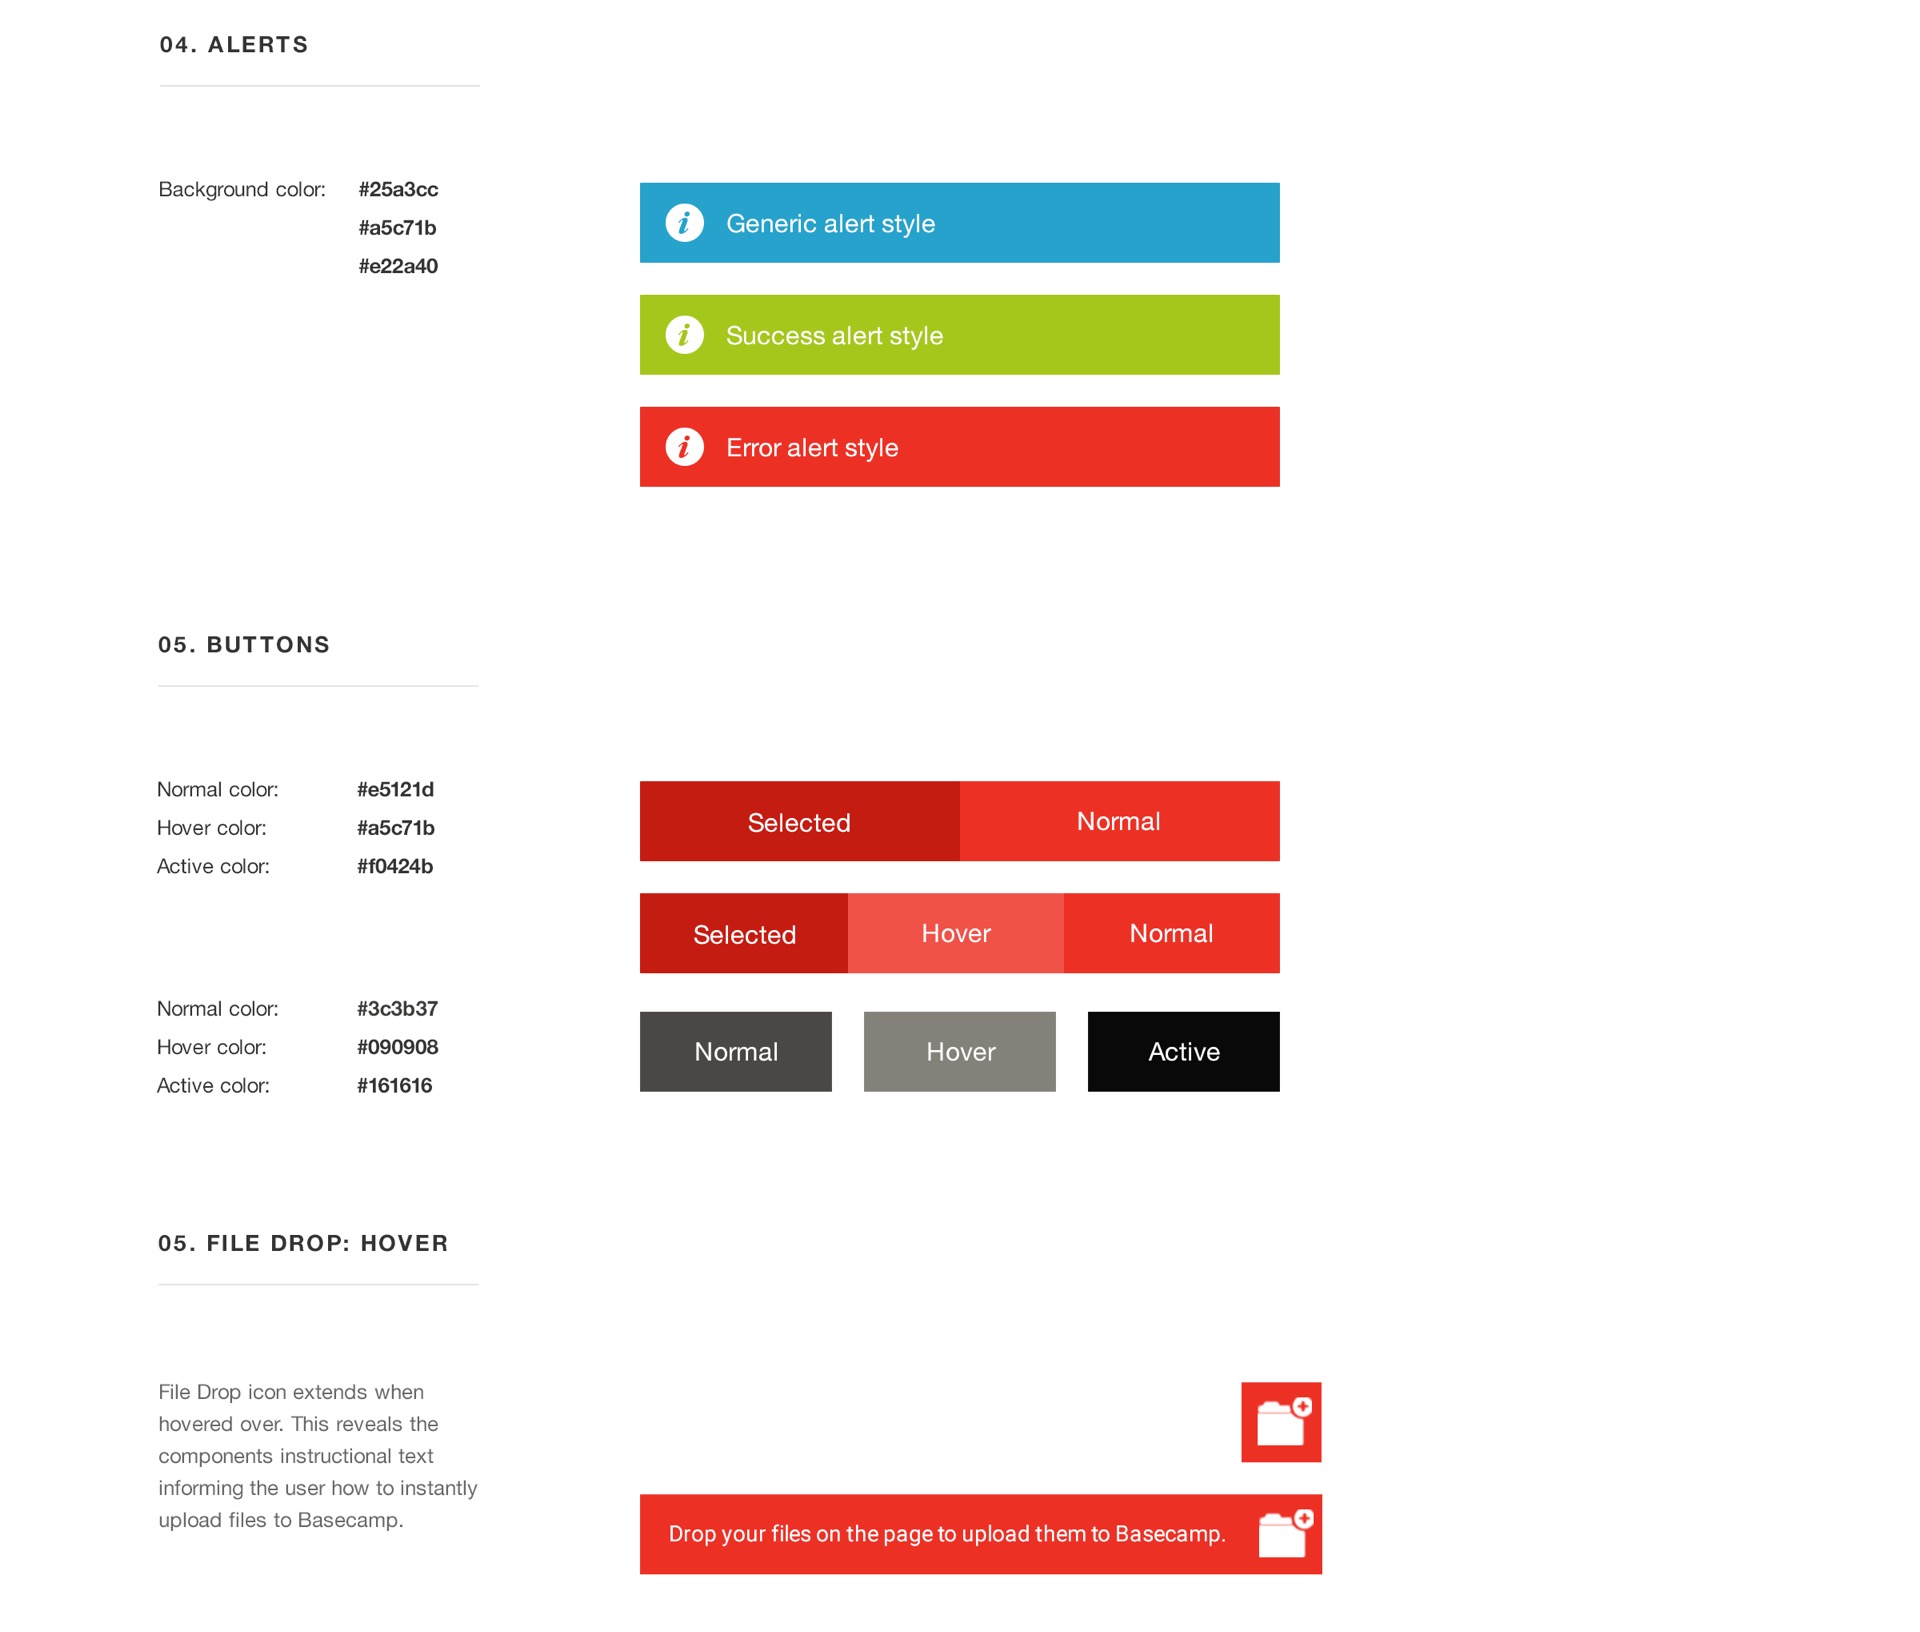 04. ALERTS
Background color: #25a3cc
#a5c71b
#e22a40
i Generic alert style
i Success alert style
i Error alert style
05. BUTTONS
Normal color: #e5121d
Hover color: #a5c71b
Active color: #f0424b
Selected Normal
Selected Hover Normal
Normal color: #3c3b37
Hover color: #090908
Active color: #161616
Normal Hover Active
05. FILE DROP: HOVER
File Drop icon extends when
hovered over. This reveals the
components instructional text
informing the user how to instantly
upload files to Basecamp.
Drop your files on the page to upload them to Basecamp.